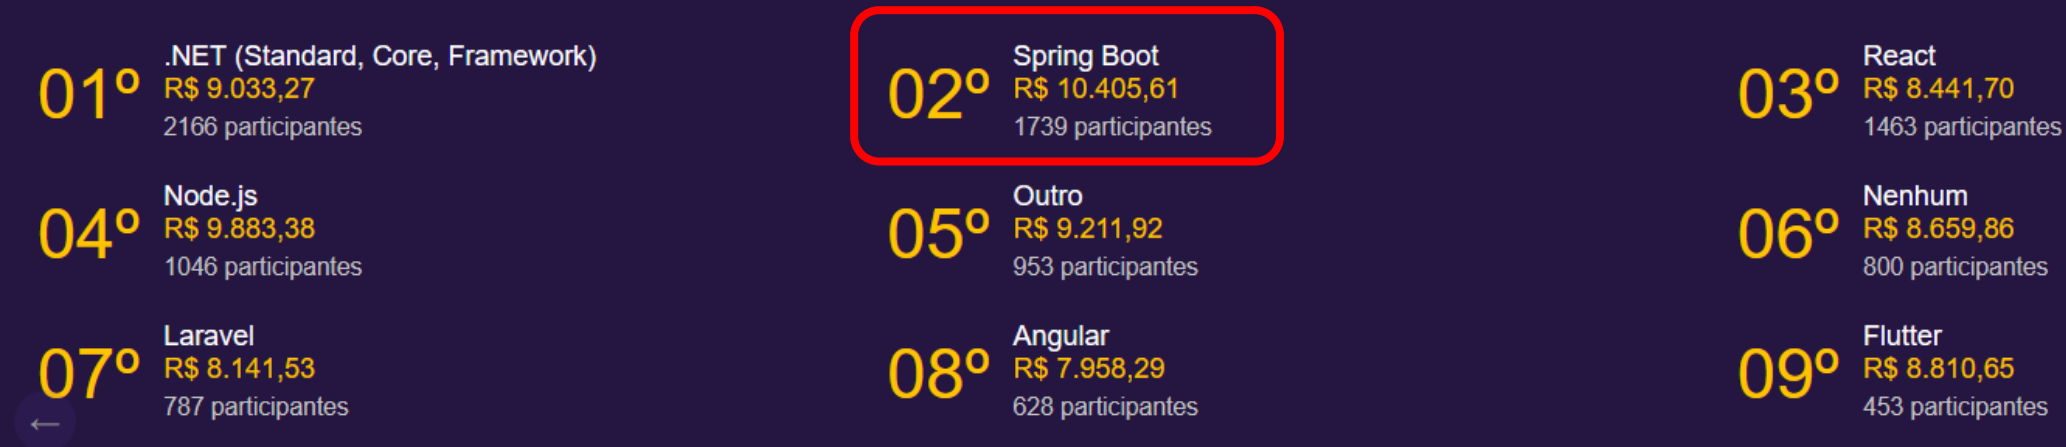 01º
.NET (Standard, Core, Framework)
R$ 9.033,27
2166 participantes
02º
Spring Boot
R$ 10.405,61
1739 participantes
03º
React
R$ 8.441,70
1463 participantes
04º
Node.js
R$ 9.883,38
1046 participantes
05º
Outro
R$ 9.211,92
953 participantes
06º
Nenhum
R$ 8.659,86
800 participantes
07º
Laravel
R$ 8.141,53
787 participantes
08º
Angular
R$ 7.958,29
628 participantes
09º
Flutter
R$ 8.810,65
453 participantes
←